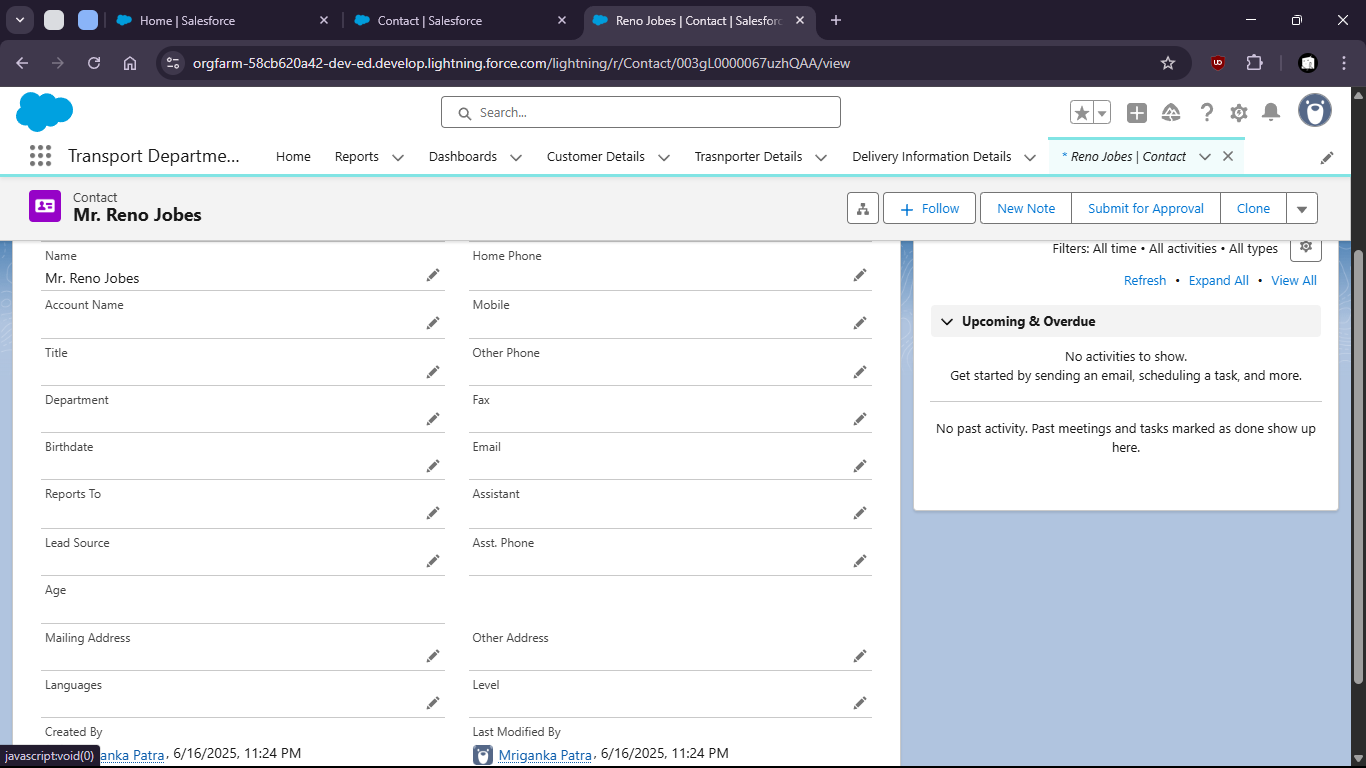 Home | Salesforce
Contact | Salesforce
Reno Jobes | Contact | Salesforc
orgfarm-58cb620a42-dev-ed.develop.lightning.force.com/lightning/r/Contact/003gL0000067uzhQAA/view
Search...
Transport Departme...
Home
Reports
Dashboards
Customer Details
Trasnporter Details
Delivery Information Details
* Reno Jobes | Contact
Contact
Mr. Reno Jobes
Follow
New Note
Submit for Approval
Clone
Filters: All time • All activities • All types
Refresh • Expand All • View All
Upcoming & Overdue
No activities to show.
Get started by sending an email, scheduling a task, and more.
No past activity. Past meetings and tasks marked as done show up
here.
Name
Mr. Reno Jobes
Home Phone
Account Name
Mobile
Title
Other Phone
Department
Fax
Birthdate
Email
Reports To
Assistant
Lead Source
Asst. Phone
Age
Mailing Address
Other Address
Languages
Level
Created By
anka Patra, 6/16/2025, 11:24 PM
Last Modified By
Mriganka Patra, 6/16/2025, 11:24 PM
javascript:void(0)